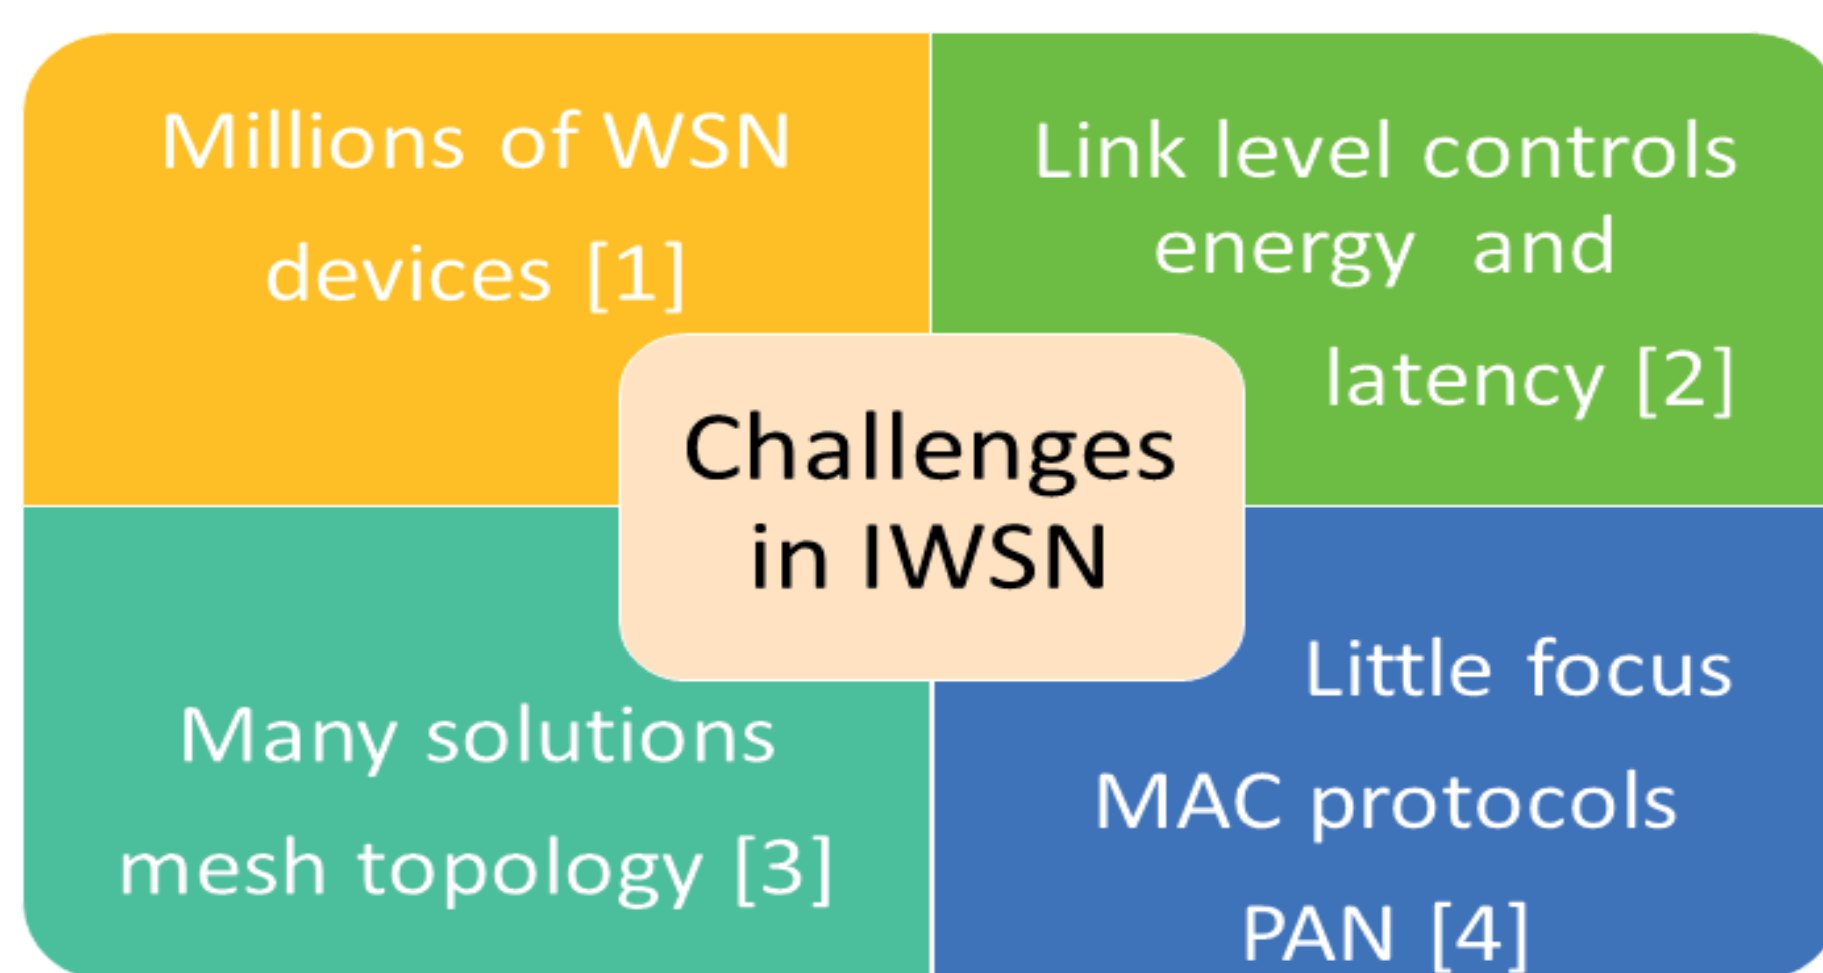 Millions of WSN
devices [1]
Link level controls
energy and
latency [2]
Challenges
in IWSN
Many solutions
mesh topology [3]
Little focus
MAC protocols
PAN [4]